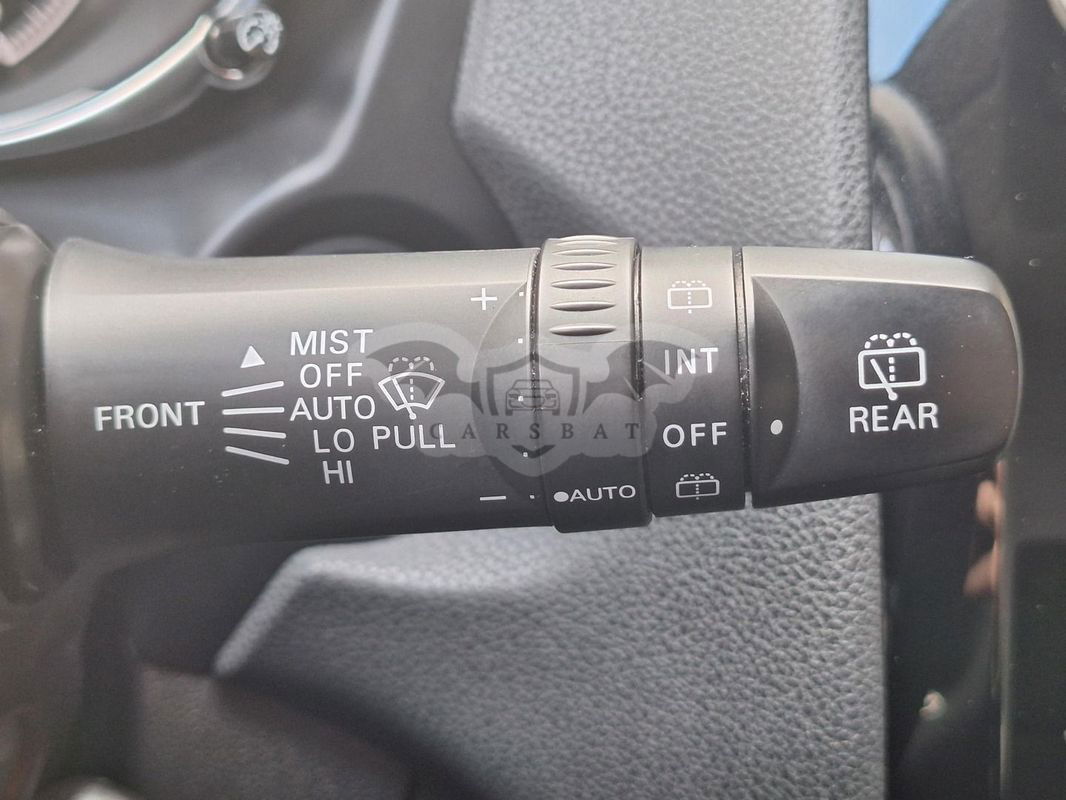 MIST
OFF
FRONT AUTO
LO PULL
HI
+
−
●AUTO
INT
OFF
REAR
CARSBAT